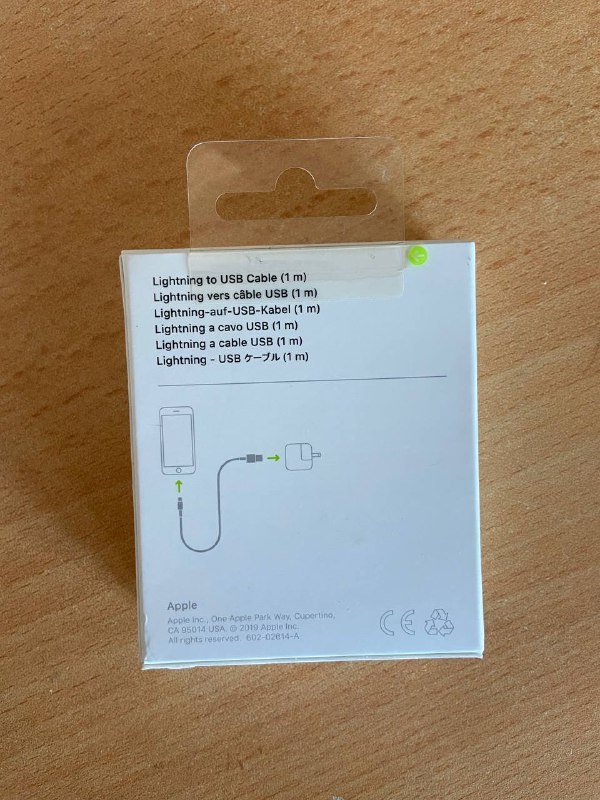 Lightning to USB Cable (1 m)
Lightning vers câble USB (1 m)
Lightning-auf-USB-Kabel (1 m)
Lightning a cavo USB (1 m)
Lightning a cable USB (1 m)
Lightning - USB ケーブル (1 m)
Apple
Apple Inc., One Apple Park Way, Cupertino,
CA 95014 USA. © 2019 Apple Inc.
All rights reserved. 602-02614-A
CE